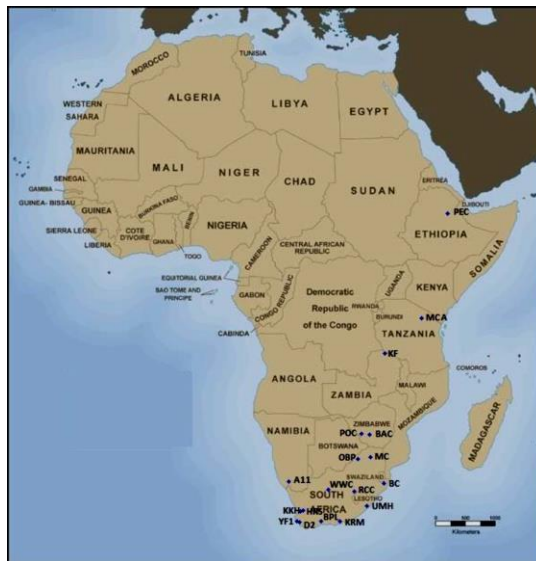 TUNISIA
MOROCCO
ALGERIA
LIBYA
EGYPT
WESTERN
SAHARA
MAURITANIA
MALI
NIGER
CHAD
SUDAN
ERITREA
DJIBOUTI
PEC
SENEGAL
GAMBIA
GUINEA- BISSAU
GUINEA
BURKINA FASO
BENIN
NIGERIA
ETHIOPIA
SOMALIA
SIERRA LEONE
LIBERIA
COTE
D'IVOIRE
GHANA
TOGO
CAMEROON
CENTRAL AFRICAN
REPUBLIC
EQUITORIAL GUINEA
SAO TOME AND
PRINCIPE
GABON
CONGO REPUBLIC
Democratic
Republic
of the Congo
UGANDA
KENYA
RWANDA
BURUNDI
MCA
CABINDA
TANZANIA
KF
COMOROS
ANGOLA
ZAMBIA
MALAWI
MOZAMBIQUE
MADAGASCAR
ZIMBABWE
NAMIBIA
POC
BAC
BOTSWANA
OBP
MC
A11
WWC
SWAZILAND
BC
RCC
LESOTHO
SOUTH
AFRICA
UMH
KKH
YF1
D2
BPL
KRM
1000
Kilometers